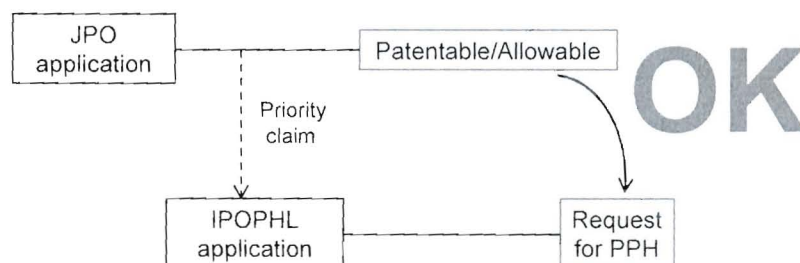 JPO
application
Patentable/Allowable
OK
Priority
claim
IPOPHL
application
Request
for PPH